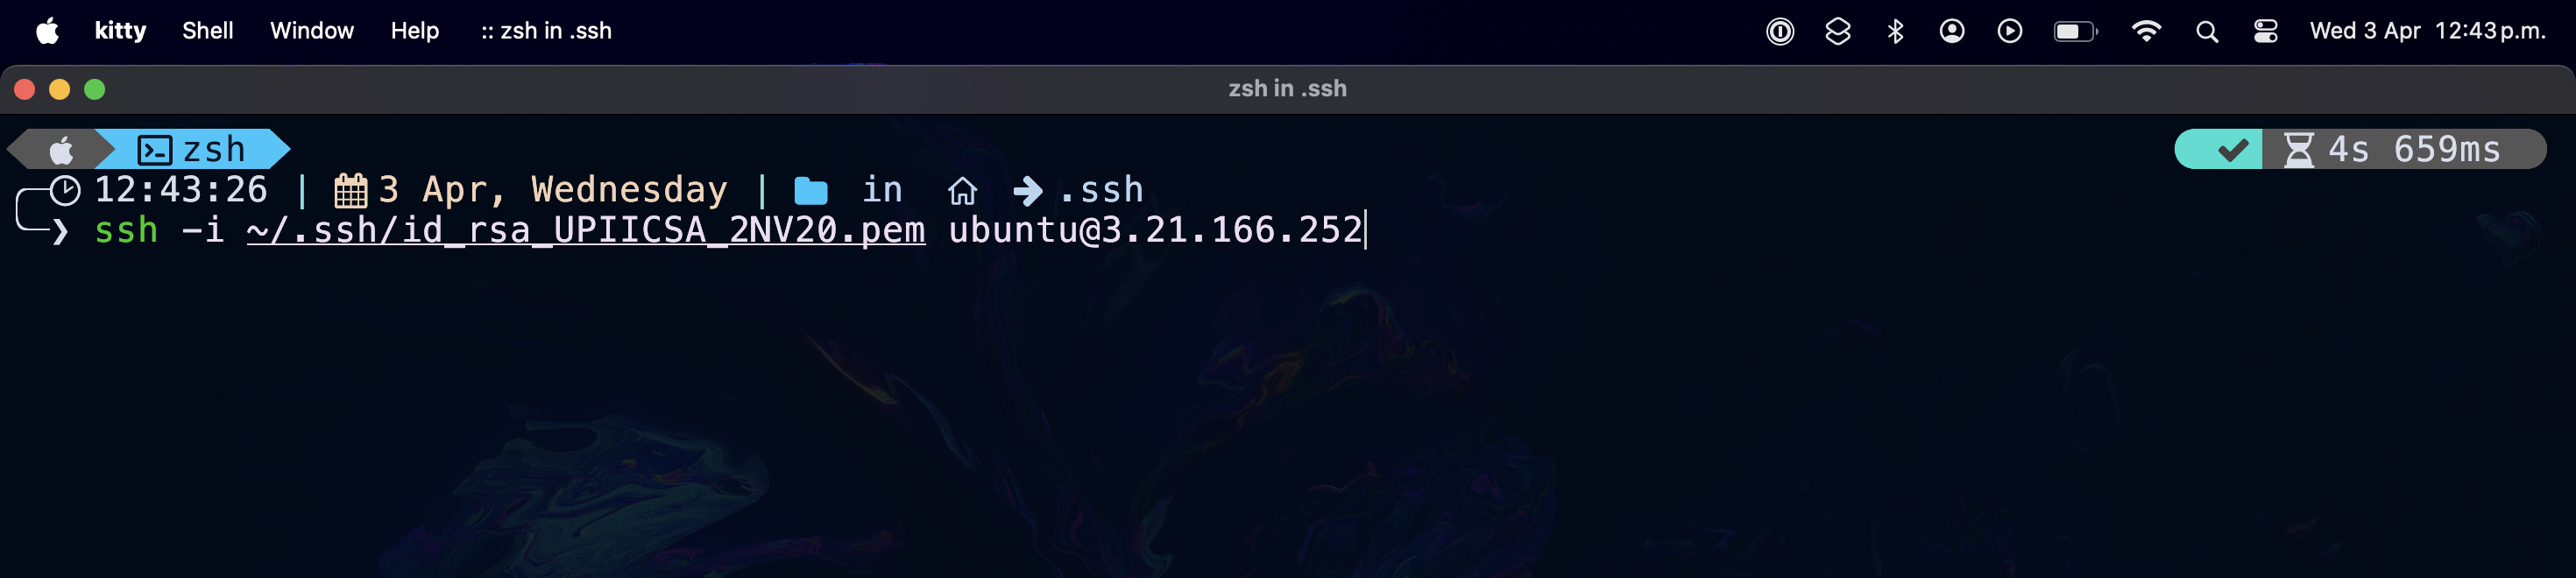 kitty Shell Window Help :: zsh in .ssh Wed 3 Apr 12:43 p.m.
zsh in .ssh
zsh 4s 659ms
12:43:26 | 3 Apr, Wednesday | in .ssh
❯ ssh -i ~/.ssh/id_rsa_UPIICSA_2NV20.pem ubuntu@3.21.166.252